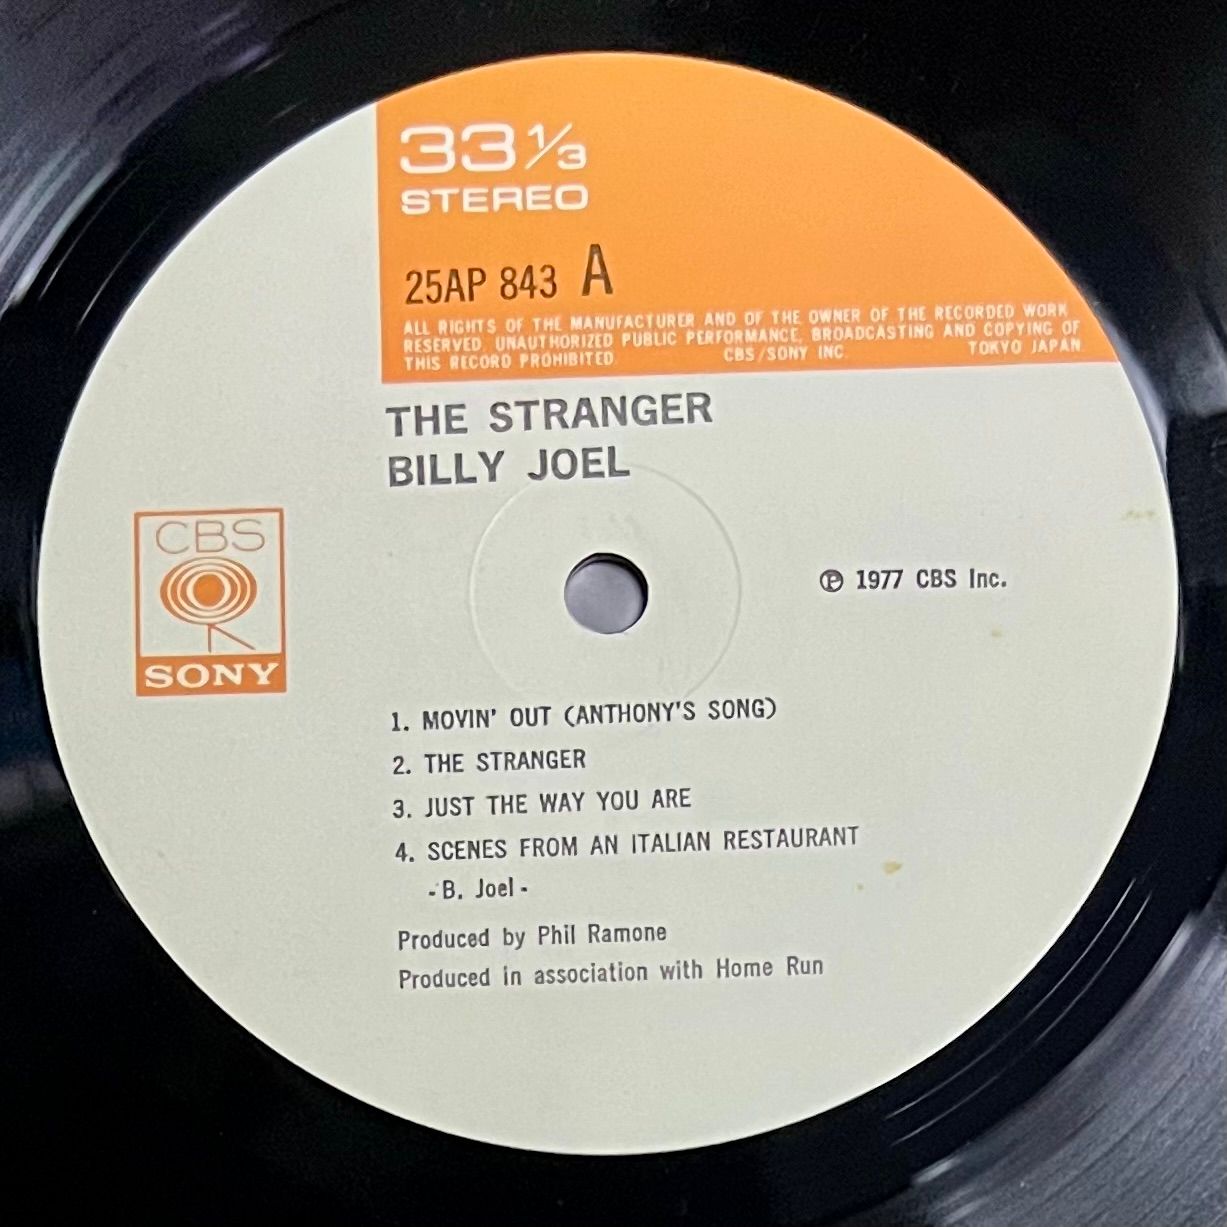 33 1/3
STEREO
25AP 843 A
ALL RIGHTS OF THE MANUFACTURER AND OF THE OWNER OF THE RECORDED WORK
RESERVED. UNAUTHORIZED PUBLIC PERFORMANCE, BROADCASTING AND COPYING OF
THIS RECORD PROHIBITED. CBS/SONY INC. TOKYO JAPAN
THE STRANGER
BILLY JOEL
CBS
SONY
℗ 1977 CBS Inc.
1. MOVIN' OUT (ANTHONY'S SONG)
2. THE STRANGER
3. JUST THE WAY YOU ARE
4. SCENES FROM AN ITALIAN RESTAURANT
-B. Joel-
Produced by Phil Ramone
Produced in association with Home Run